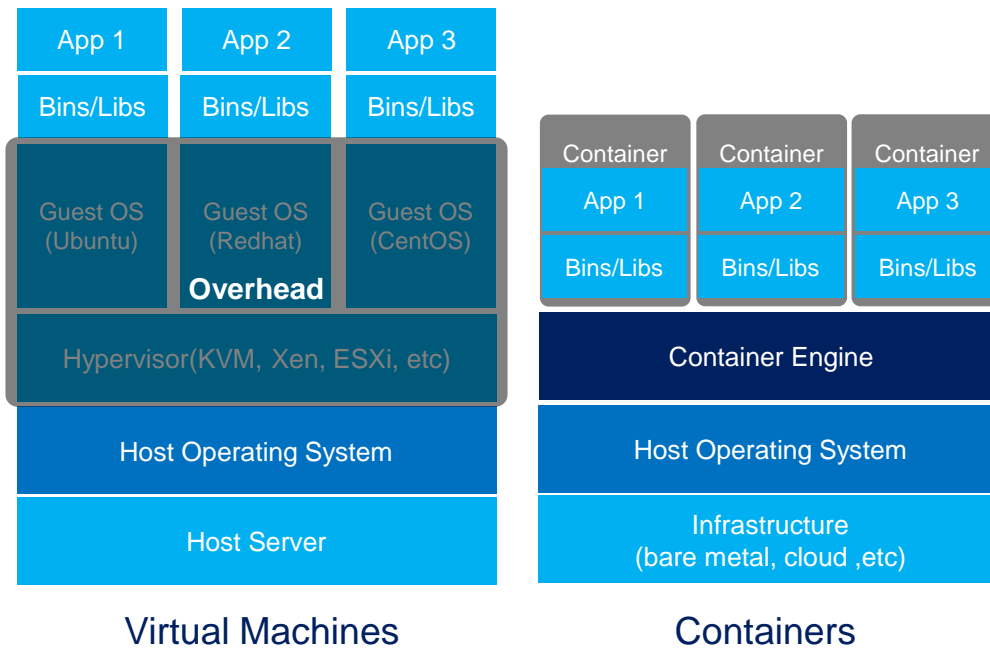 App 1
App 2
App 3
Bins/Libs
Bins/Libs
Bins/Libs
Guest OS
(Ubuntu)
Guest OS
(Redhat)
Guest OS
(CentOS)
Overhead
Hypervisor(KVM, Xen, ESXi, etc)
Host Operating System
Host Server
Virtual Machines
Container
Container
Container
App 1
App 2
App 3
Bins/Libs
Bins/Libs
Bins/Libs
Container Engine
Host Operating System
Infrastructure
(bare metal, cloud ,etc)
Containers